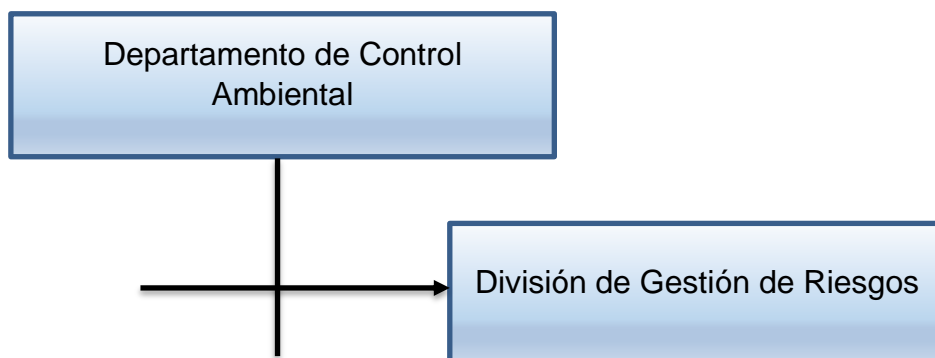 Departamento de Control
Ambiental
División de Gestión de Riesgos